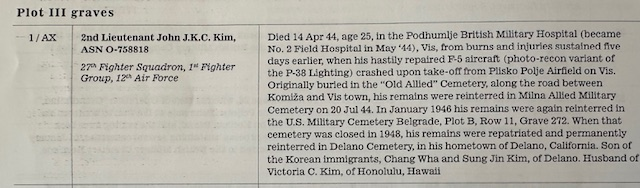 Plot III graves
1/AX
2nd Lieutenant John J.K.C. Kim,
ASN O-758818
27th Fighter Squadron, 1st Fighter
Group, 12th Air Force
Died 14 Apr 44, age 25, in the Podhumlje British Military Hospital (became
No. 2 Field Hospital in May '44), Vis, from burns and injuries sustained five
days earlier, when his hastily repaired F-5 aircraft (photo-recon variant of
the P-38 Lighting) crashed upon take-off from Plisko Polje Airfield on Vis.
Originally buried in the "Old Allied" Cemetery, along the road between
Komiža and Vis town, his remains were reinterred in Milna Allied Military
Cemetery on 20 Jul 44. In January 1946 his remains were again reinterred in
the U.S. Military Cemetery Belgrade, Plot B, Row 11, Grave 272. When that
cemetery was closed in 1948, his remains were repatriated and permanently
reinterred in Delano Cemetery, in his hometown of Delano, California. Son of
the Korean immigrants, Chang Wha and Sung Jin Kim, of Delano. Husband of
Victoria C. Kim, of Honolulu, Hawaii